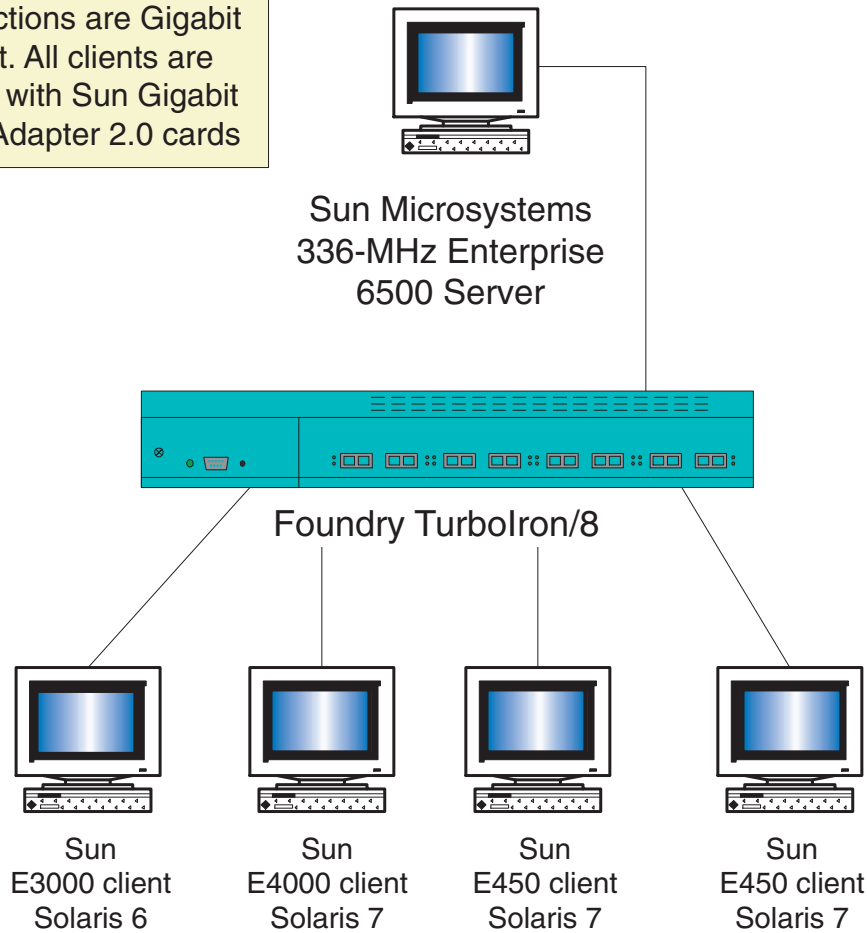 ctions are Gigabit
t. All clients are
with Sun Gigabit
Adapter 2.0 cards
Sun Microsystems
336-MHz Enterprise
6500 Server
Foundry TurboIron/8
Sun
E3000 client
Solaris 6
Sun
E4000 client
Solaris 7
Sun
E450 client
Solaris 7
Sun
E450 client
Solaris 7